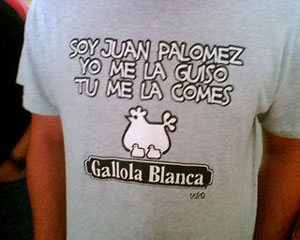 SOY JUAN PALOMEZ
YO ME LA GUISO
TU ME LA COMES
Gallola Blanca